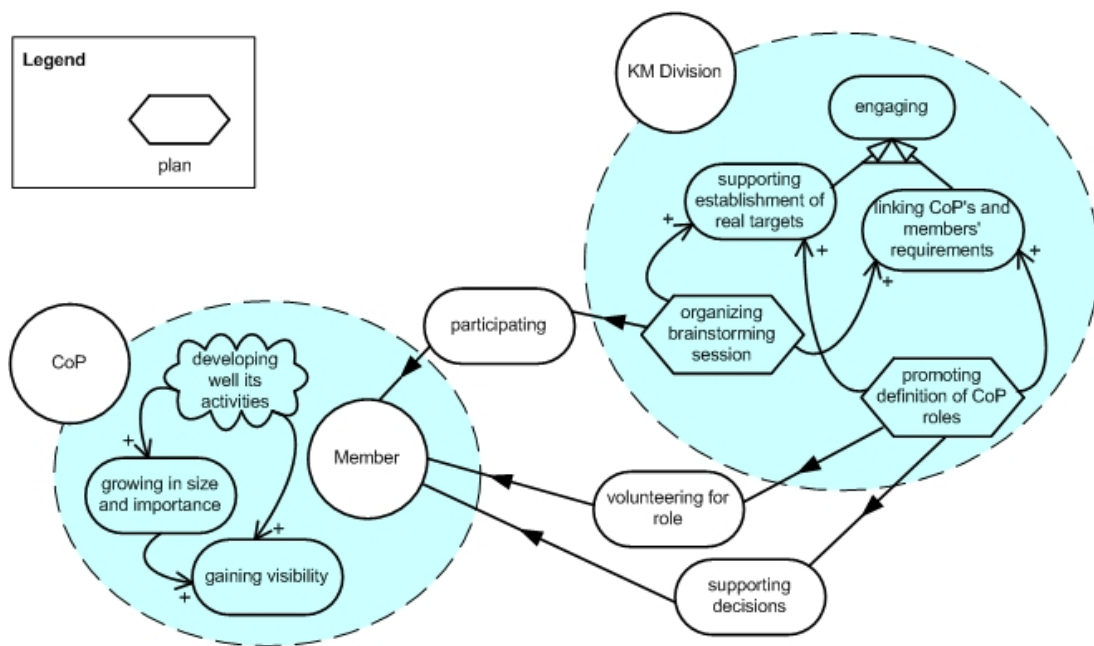 Legend
plan
KM Division
engaging
supporting
establishment of
real targets
linking CoP's and
members'
requirements
+
+
+
+
organizing
brainstorming
session
participating
promoting
definition of CoP
roles
CoP
developing
well its
activities
+
Member
growing in size
and importance
volunteering for
role
+
gaining visibility
+
supporting
decisions